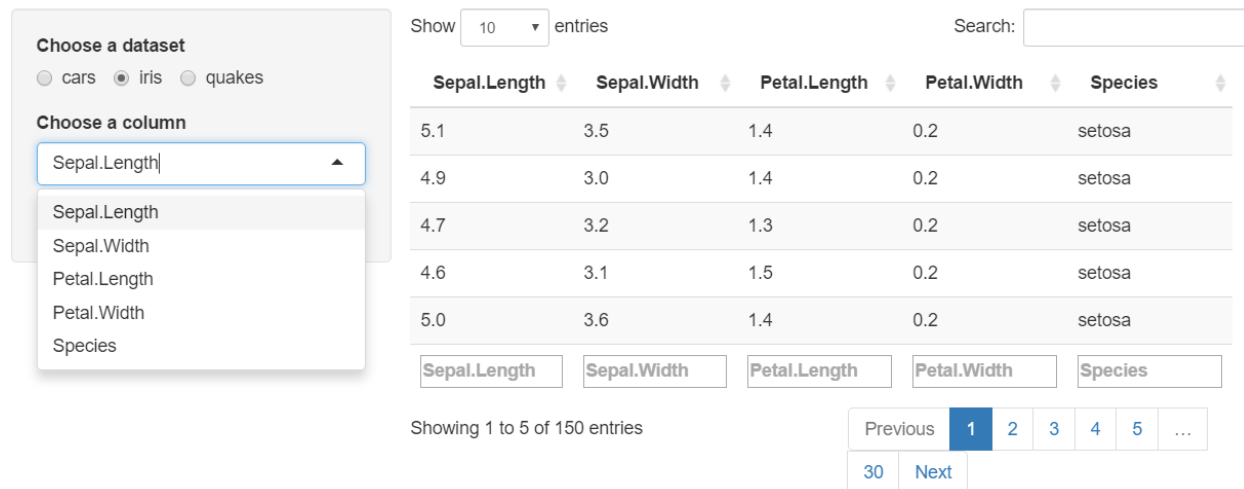 Choose a dataset
cars iris quakes
Choose a column
Sepal.Length
Sepal.Length
Sepal.Width
Petal.Length
Petal.Width
Species
Show 10 entries
Search:
Sepal.Length Sepal.Width Petal.Length Petal.Width Species
5.1 3.5 1.4 0.2 setosa
4.9 3.0 1.4 0.2 setosa
4.7 3.2 1.3 0.2 setosa
4.6 3.1 1.5 0.2 setosa
5.0 3.6 1.4 0.2 setosa
Sepal.Length Sepal.Width Petal.Length Petal.Width Species
Showing 1 to 5 of 150 entries
Previous 1 2 3 4 5 …
30 Next